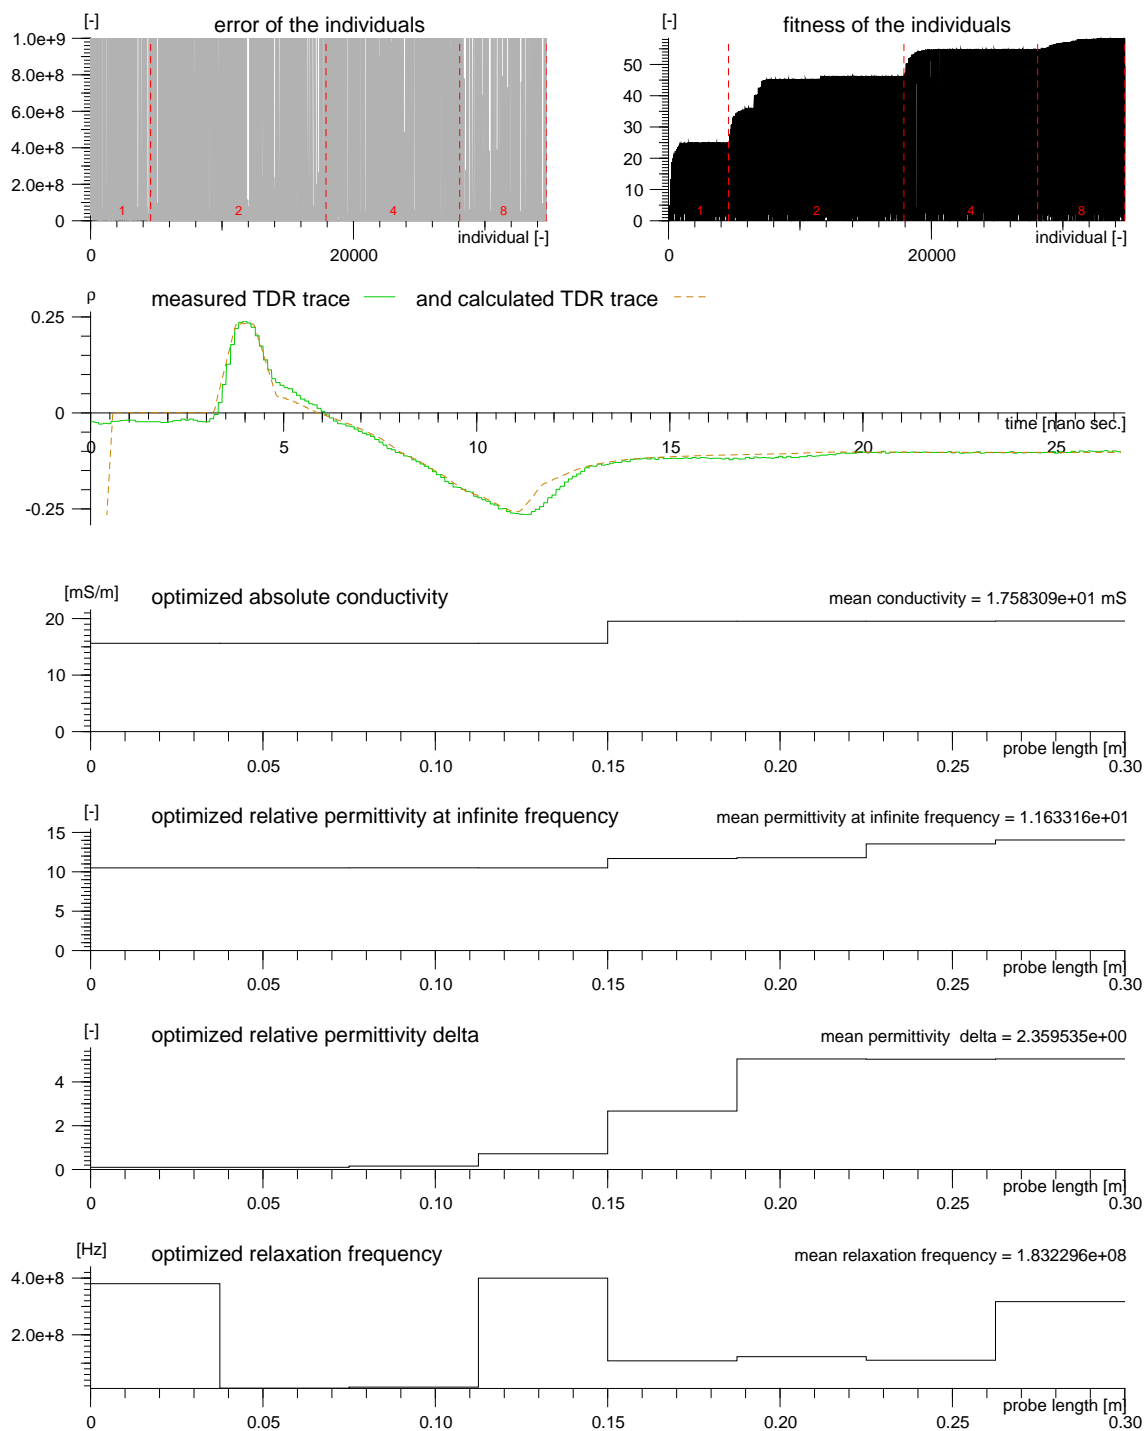 [-] error of the individuals
1.0e+9
8.0e+8
6.0e+8
4.0e+8
2.0e+8
0
1 2 4 8
individual [-]
0 20000
[-] fitness of the individuals
50
40
30
20
10
0
1 2 4 8
individual [-]
0 20000
ρ measured TDR trace and calculated TDR trace
0.25
0
-0.25
time [nano sec.]
0 5 10 15 20 25
[mS/m] optimized absolute conductivity mean conductivity = 1.758309e+01 mS
20
10
0
probe length [m]
0 0.05 0.10 0.15 0.20 0.25 0.30
[-] optimized relative permittivity at infinite frequency mean permittivity at infinite frequency = 1.163316e+01
15
10
5
0
probe length [m]
0 0.05 0.10 0.15 0.20 0.25 0.30
[-] optimized relative permittivity delta mean permittivity delta = 2.359535e+00
4
2
0
probe length [m]
0 0.05 0.10 0.15 0.20 0.25 0.30
[Hz] optimized relaxation frequency mean relaxation frequency = 1.832296e+08
4.0e+8
2.0e+8
probe length [m]
0 0.05 0.10 0.15 0.20 0.25 0.30